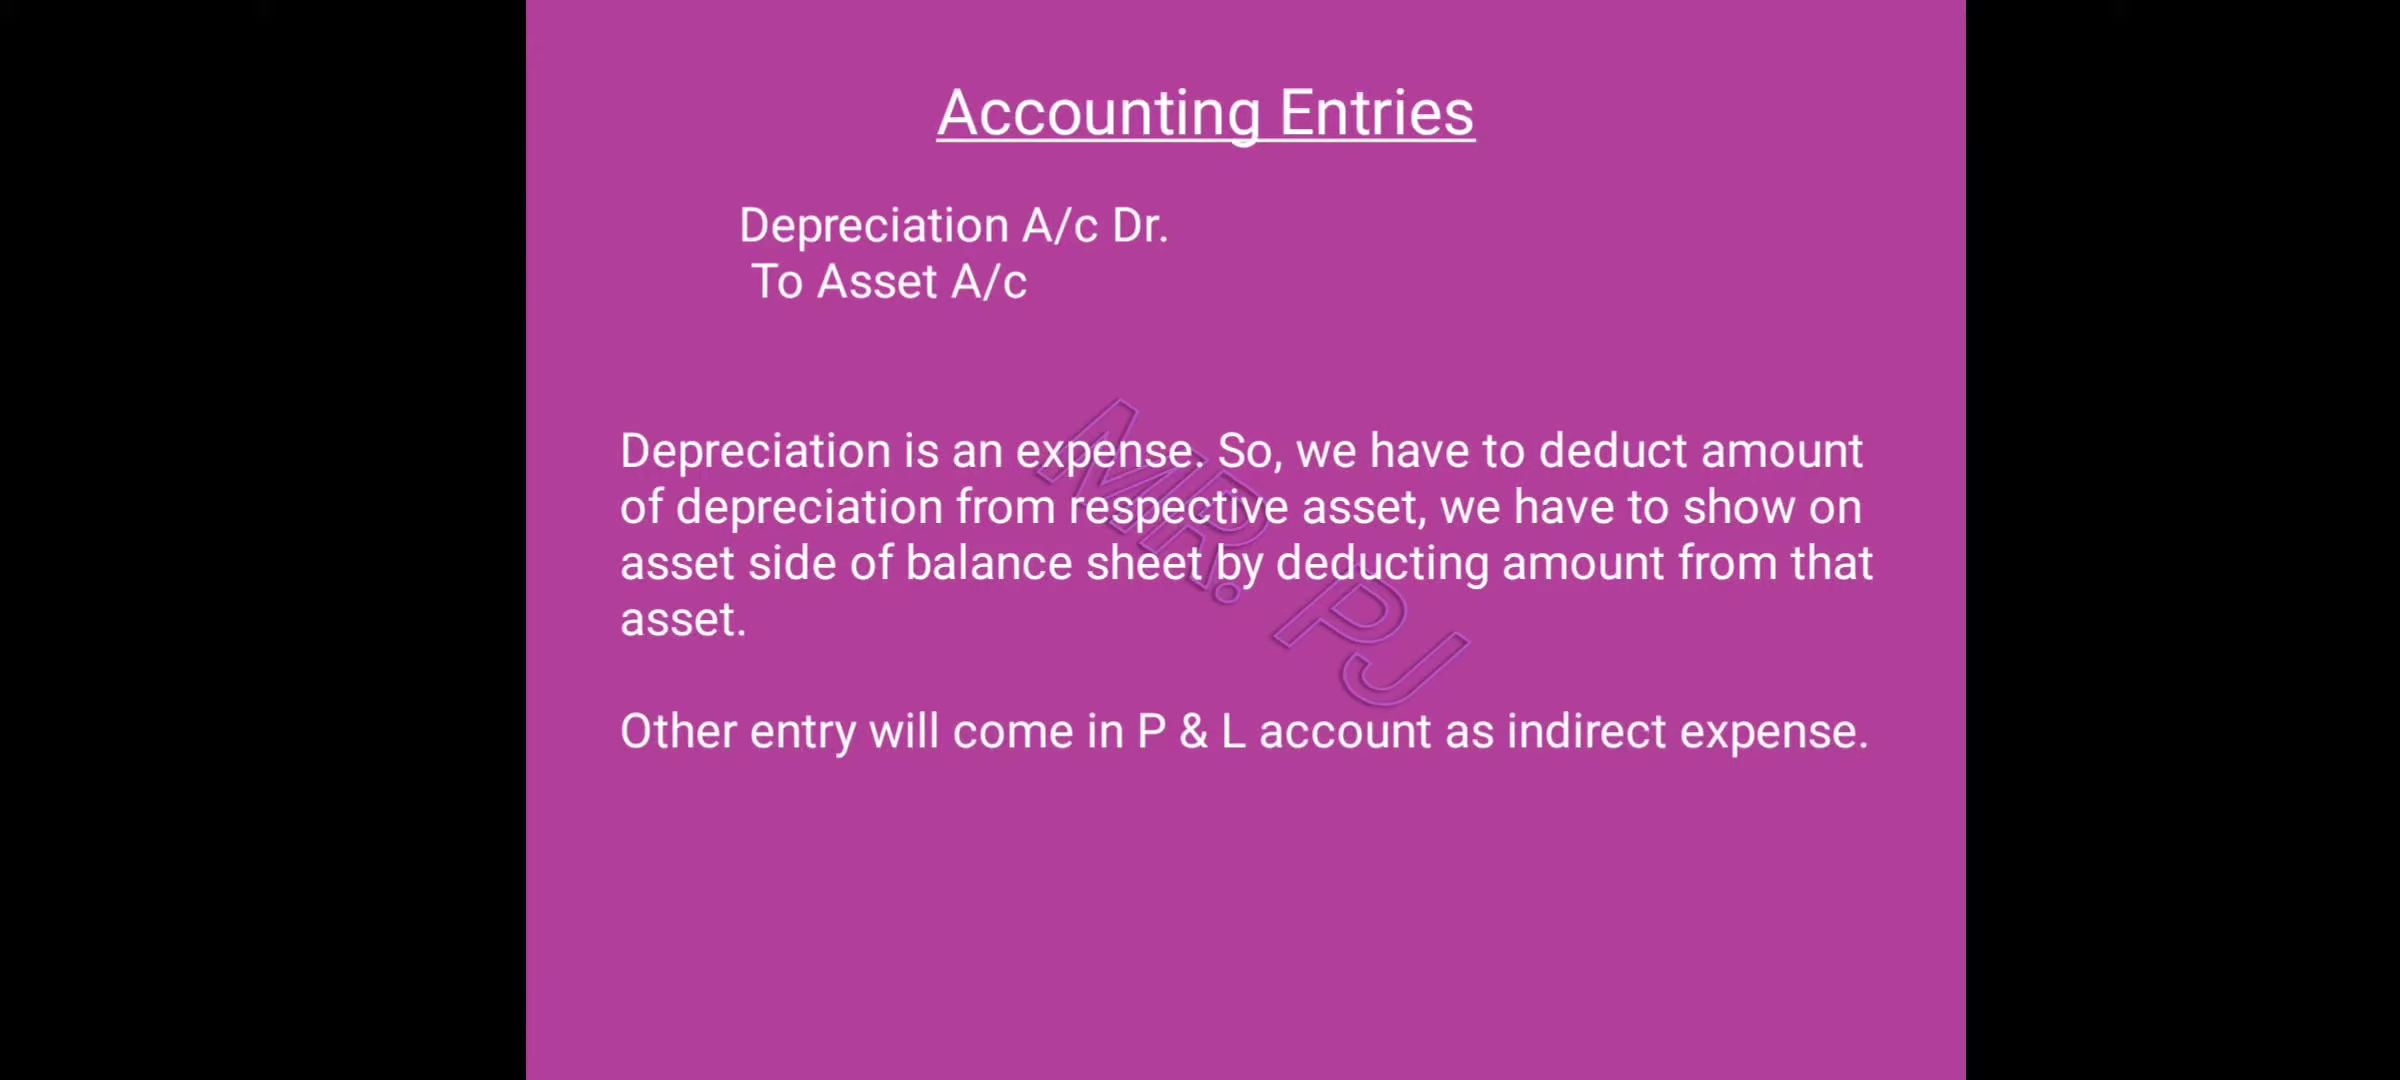 Accounting Entries
Depreciation A/c Dr.
To Asset A/c
Depreciation is an expense. So, we have to deduct amount
of depreciation from respective asset, we have to show on
asset side of balance sheet by deducting amount from that
asset.
Other entry will come in P & L account as indirect expense.
MR. PJ